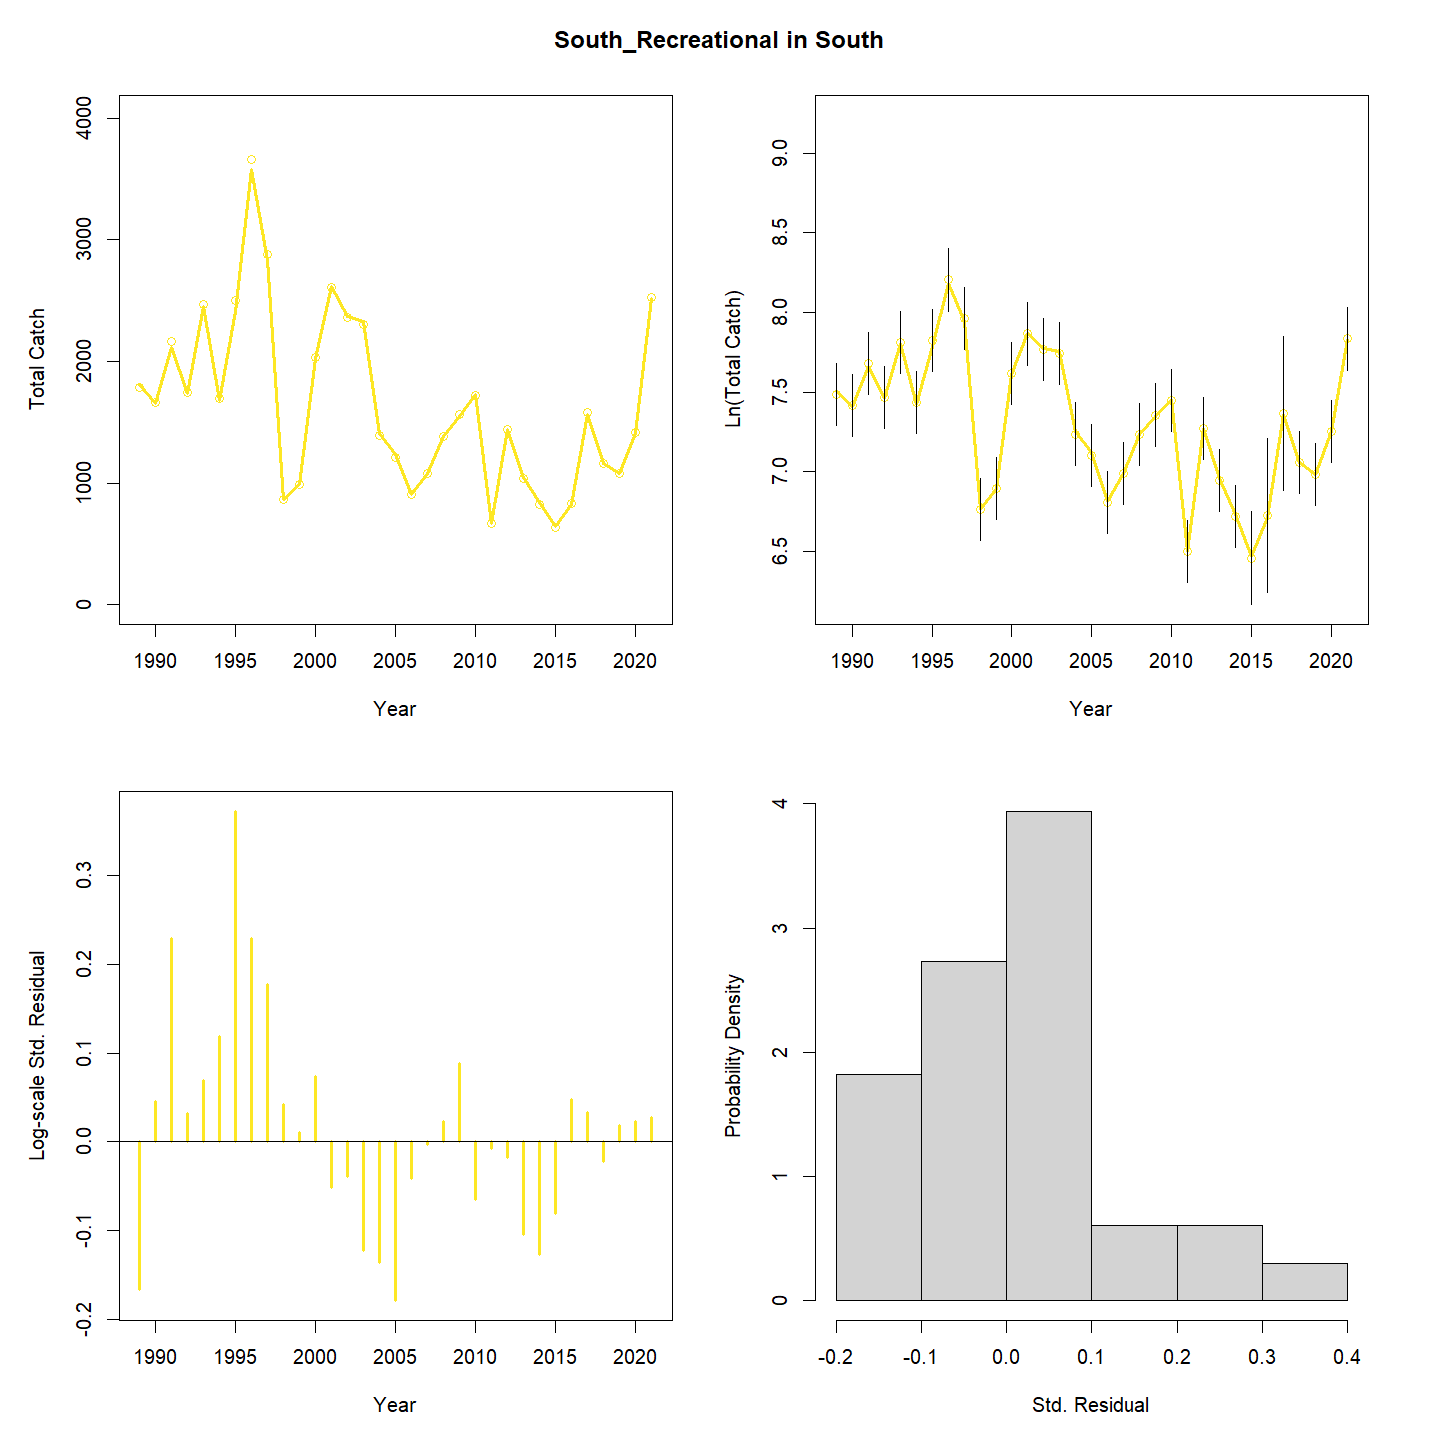 South_Recreational in South
Total Catch
4000
3000
2000
1000
0
1990 1995 2000 2005 2010 2015 2020
Year
Ln(Total Catch)
9.0
8.5
8.0
7.5
7.0
6.5
1990 1995 2000 2005 2010 2015 2020
Year
Log-scale Std. Residual
0.3
0.2
0.1
0.0
-0.1
-0.2
1990 1995 2000 2005 2010 2015 2020
Year
Probability Density
4
3
2
1
0
-0.2 -0.1 0.0 0.1 0.2 0.3 0.4
Std. Residual